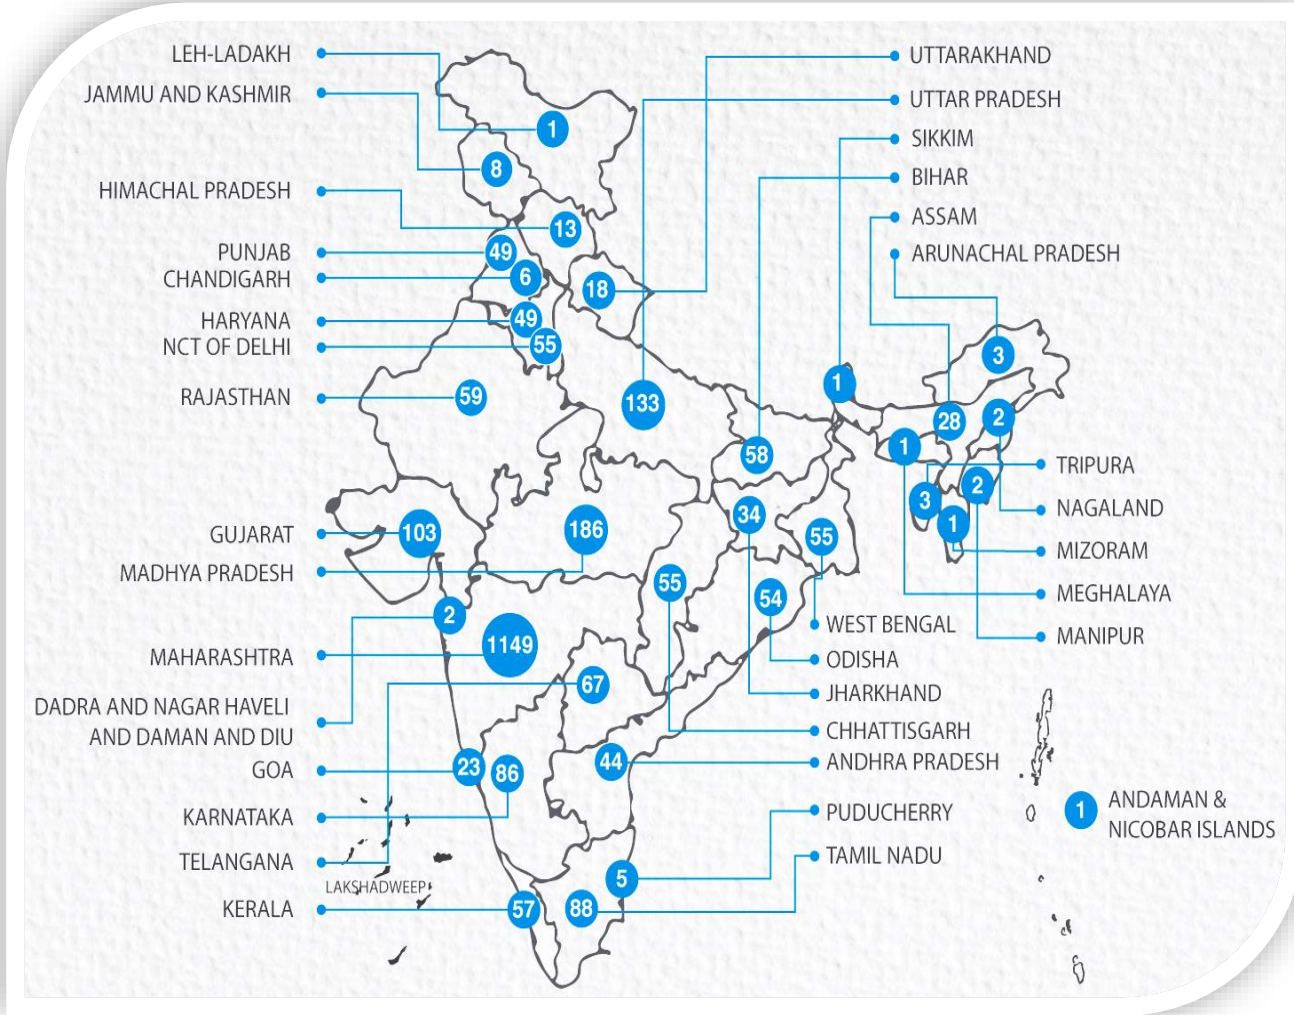 LEH-LADAKH
JAMMU AND KASHMIR
HIMACHAL PRADESH
PUNJAB
CHANDIGARH
HARYANA
NCT OF DELHI
RAJASTHAN
GUJARAT
MADHYA PRADESH
MAHARASHTRA
DADRA AND NAGAR HAVELI
AND DAMAN AND DIU
GOA
KARNATAKA
TELANGANA
LAKSHADWEEP
KERALA
1
8
13
49
6
18
49
55
59
133
1
3
58
28
2
1
2
3
1
103
186
34
55
55
54
2
1149
67
23
86
44
5
57
88
UTTARAKHAND
UTTAR PRADESH
SIKKIM
BIHAR
ASSAM
ARUNACHAL PRADESH
TRIPURA
NAGALAND
MIZORAM
MEGHALAYA
MANIPUR
WEST BENGAL
ODISHA
JHARKHAND
CHHATTISGARH
ANDHRA PRADESH
PUDUCHERRY
TAMIL NADU
1
ANDAMAN &
NICOBAR ISLANDS